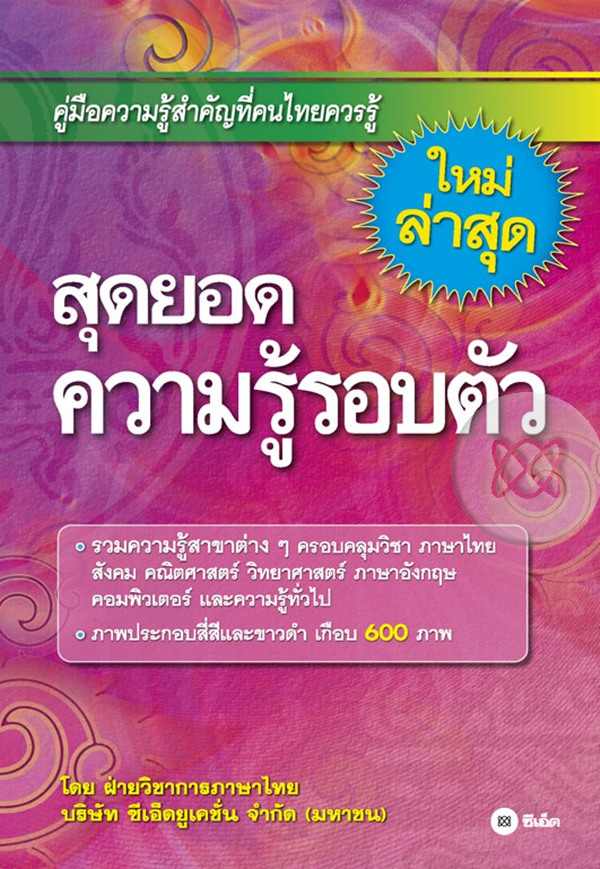 คู่มือความรู้สำคัญที่คนไทยควรรู้
ใหม่
ล่าสุด
สุดยอด
ความรู้รอบตัว
• รวมความรู้สาขาต่าง ๆ ครอบคลุมวิชา ภาษาไทย
สังคม คณิตศาสตร์ วิทยาศาสตร์ ภาษาอังกฤษ
คอมพิวเตอร์ และความรู้ทั่วไป
• ภาพประกอบสี่สีและขาวดำ เกือบ 600 ภาพ
โดย ฝ่ายวิชาการภาษาไทย
บริษัท ซีเอ็ดยูเคชั่น จำกัด (มหาชน)
ซีเอ็ด